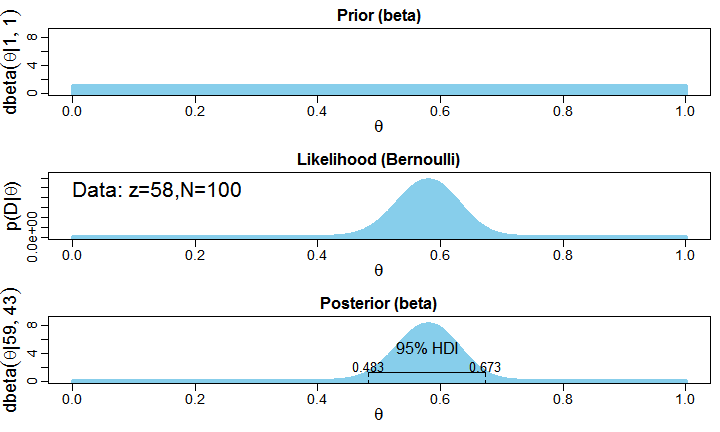 Prior (beta)
dbeta(θ|1, 1)
0 4 8
0.0 0.2 0.4 0.6 0.8 1.0
θ
Likelihood (Bernoulli)
Data: z=58,N=100
p(D|θ)
0.0e+00
0.0 0.2 0.4 0.6 0.8 1.0
θ
Posterior (beta)
dbeta(θ|59, 43)
0 4 8
95% HDI
0.483 0.673
0.0 0.2 0.4 0.6 0.8 1.0
θ